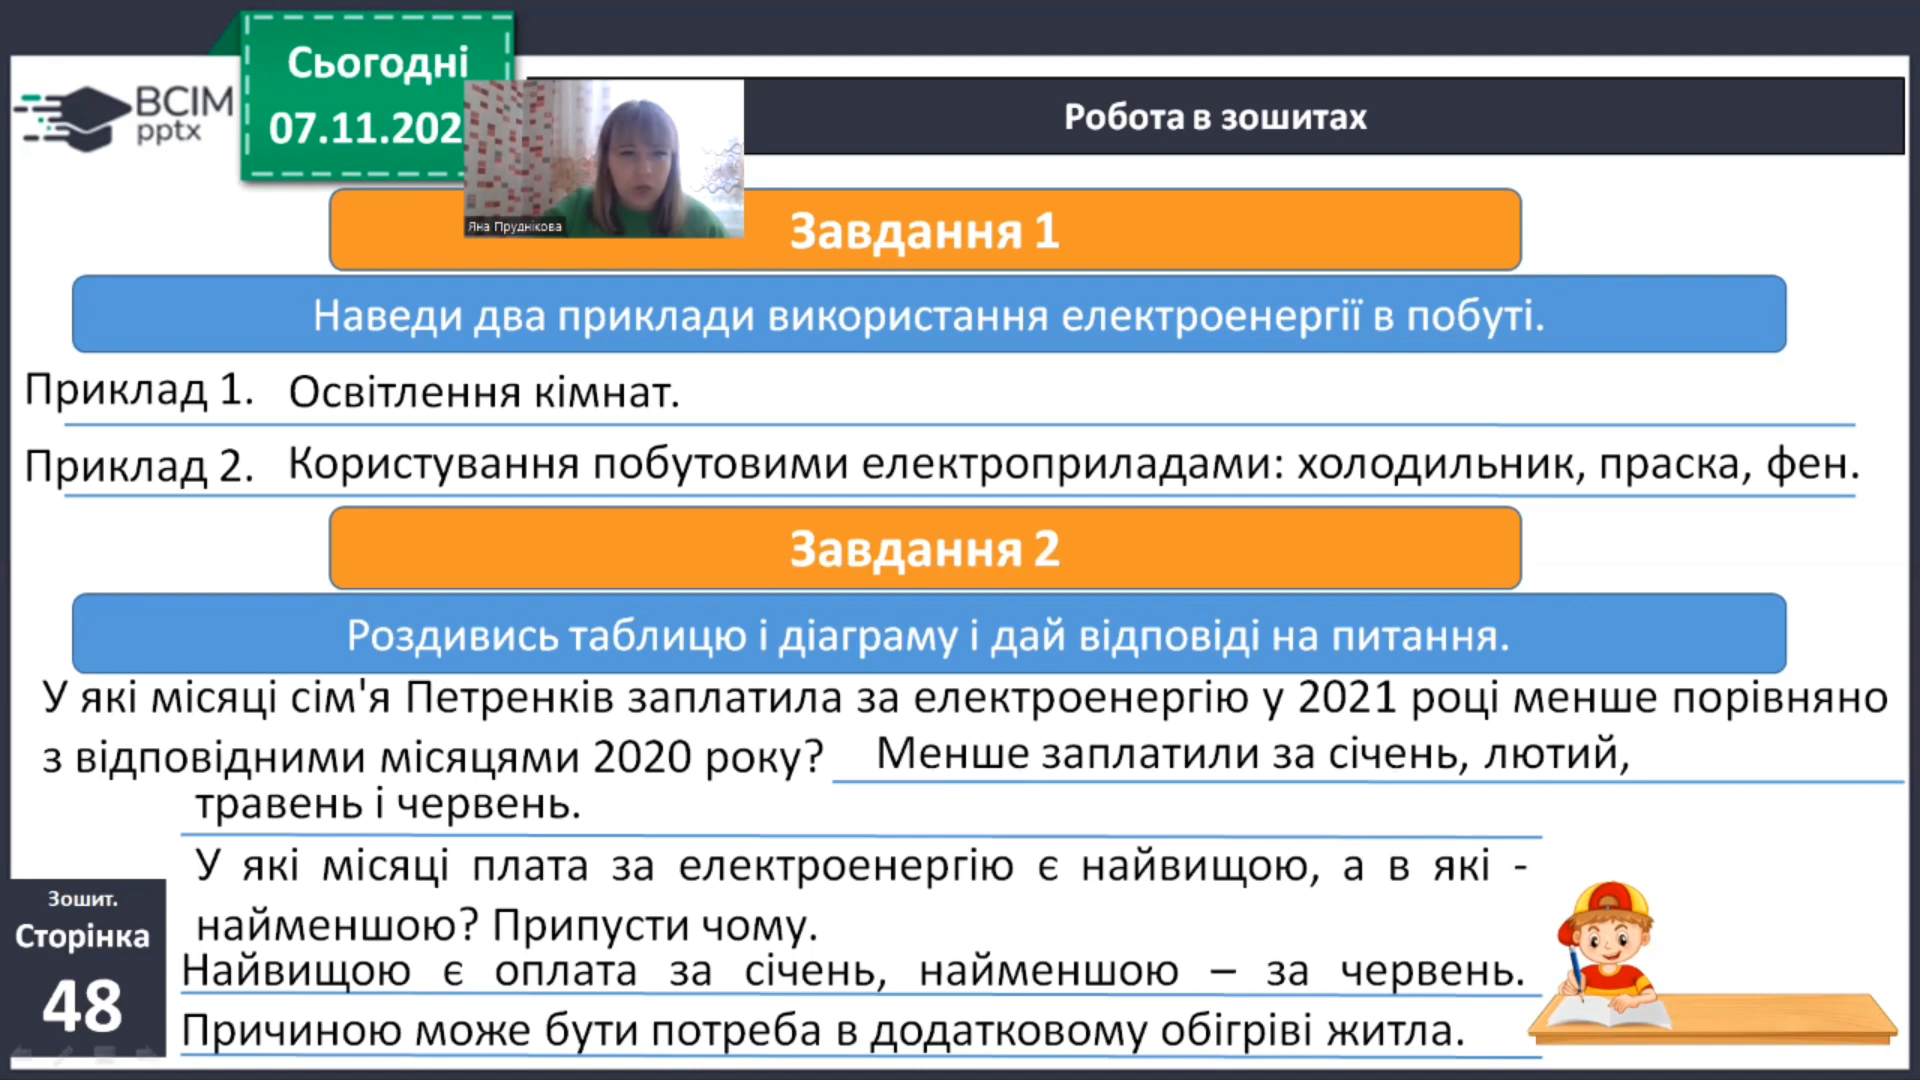 Сьогодні
07.11.202
ВСІМ
pptx
Робота в зошитах
Яна Пруднікова
Завдання 1
Наведи два приклади використання електроенергії в побуті.
Приклад 1. Освітлення кімнат.
Приклад 2. Користування побутовими електроприладами: холодильник, праска, фен.
Завдання 2
Роздивись таблицю і діаграму і дай відповіді на питання.
У які місяці сім'я Петренків заплатила за електроенергію у 2021 році менше порівняно
з відповідними місяцями 2020 року? Менше заплатили за січень, лютий,
травень і червень.
У які місяці плата за електроенергію є найвищою, а в які -
найменшою? Припусти чому.
Найвищою є оплата за січень, найменшою – за червень.
Причиною може бути потреба в додатковому обігріві житла.
Зошит.
Сторінка
48